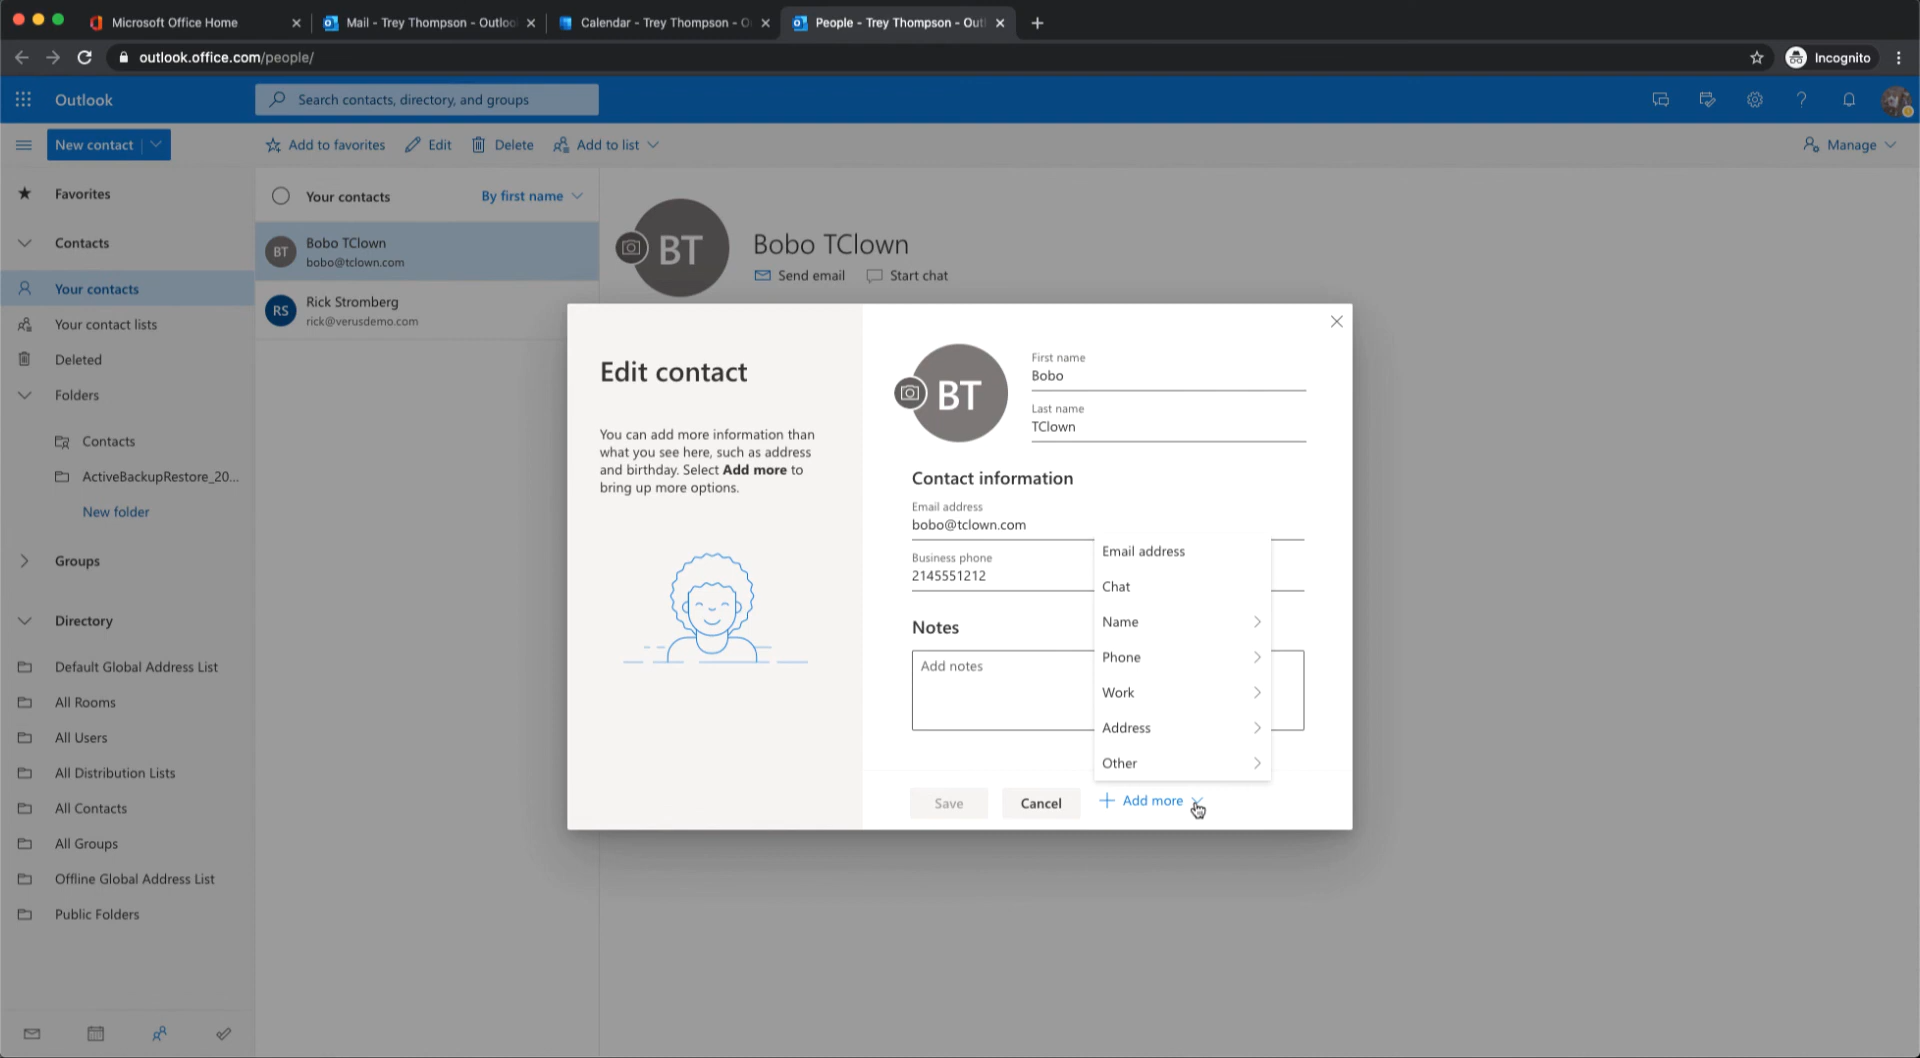 Microsoft Office Home
Mail - Trey Thompson - Outloo
Calendar - Trey Thompson - O
People - Trey Thompson - Out
outlook.office.com/people/
Incognito
Outlook
Search contacts, directory, and groups
New contact
Add to favorites
Edit
Delete
Add to list
Manage
Favorites
Contacts
Your contacts
Your contact lists
Deleted
Folders
Contacts
ActiveBackupRestore_20...
New folder
Groups
Directory
Default Global Address List
All Rooms
All Users
All Distribution Lists
All Contacts
All Groups
Offline Global Address List
Public Folders
Your contacts
By first name
BT
Bobo TClown
bobo@tclown.com
RS
Rick Stromberg
rick@verusdemo.com
BT
Bobo TClown
Send email
Start chat
Edit contact
You can add more information than
what you see here, such as address
and birthday. Select Add more to
bring up more options.
BT
First name
Bobo
Last name
TClown
Contact information
Email address
bobo@tclown.com
Business phone
2145551212
Notes
Add notes
Email address
Chat
Name
Phone
Work
Address
Other
Save
Cancel
Add more